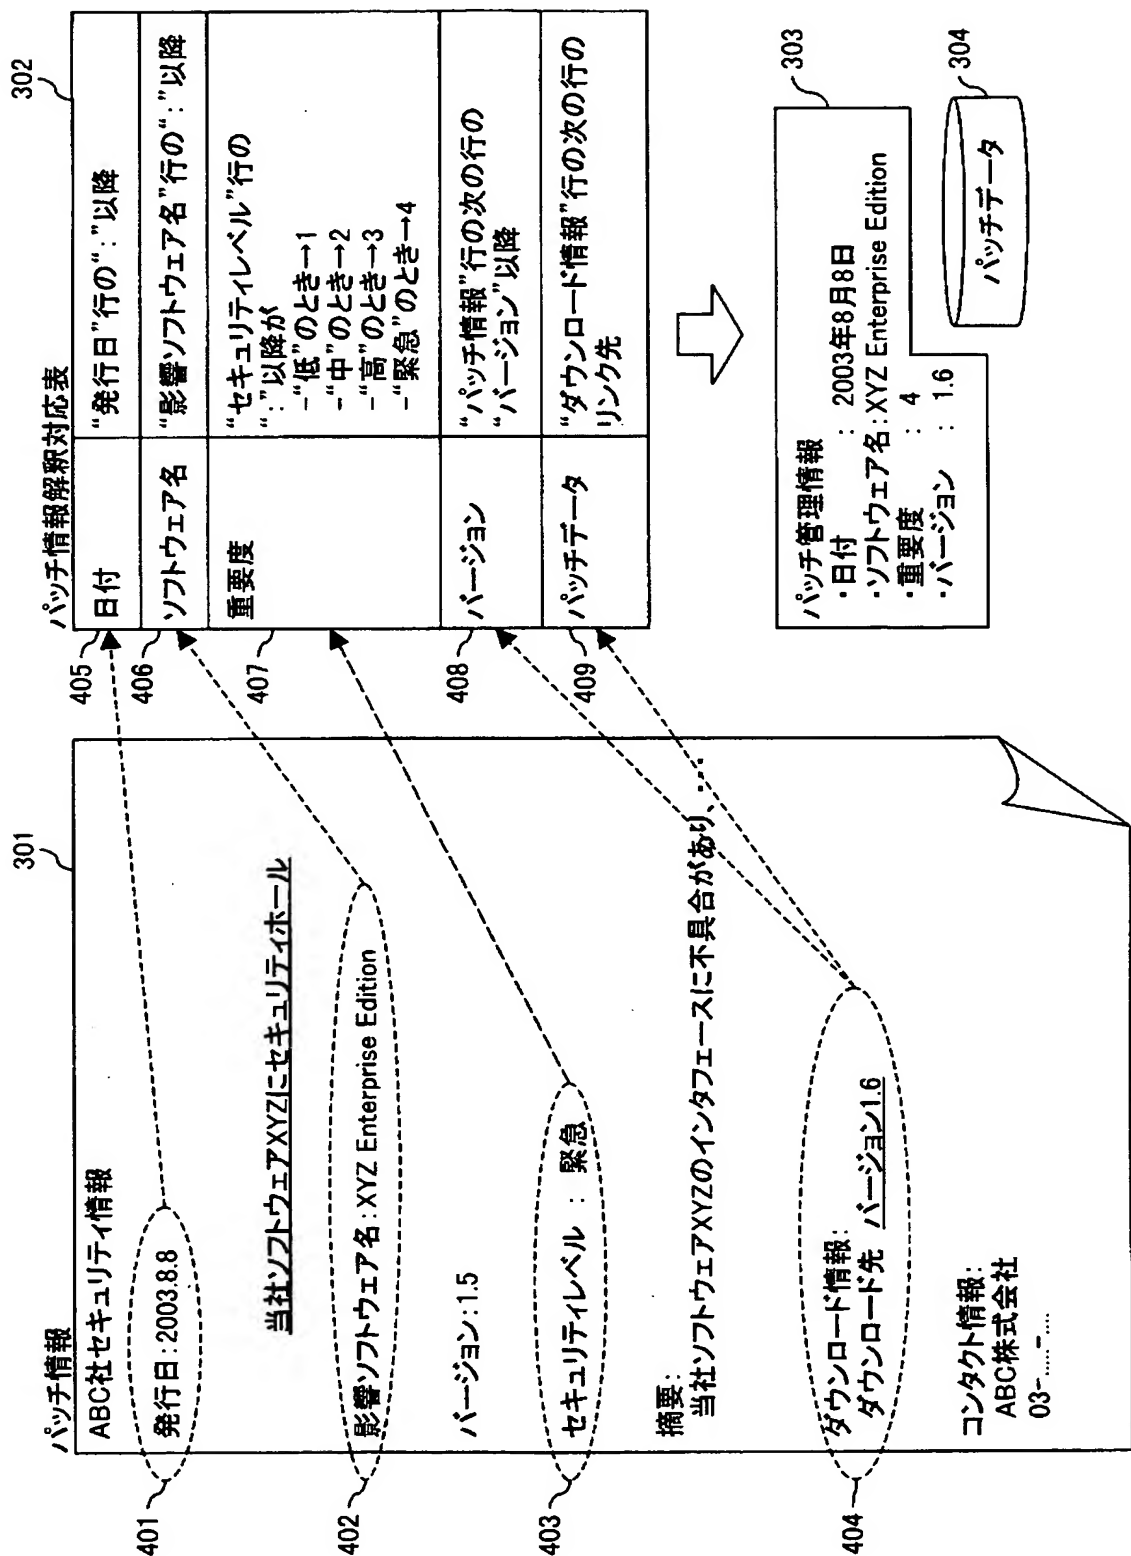 パッチ情報
301
ABC社セキュリティ情報
401
発行日:2003.8.8
当社ソフトウェアXYZにセキュリティホール
402
影響ソフトウェア名:XYZ Enterprise Edition
バージョン:1.5
403
セキュリティレベル : 緊急
摘要:
当社ソフトウェアXYZのインタフェースに不具合があり、…
404
ダウンロード情報:
ダウンロード先 バージョン1.6
コンタクト情報:
ABC株式会社
03-……-……
パッチ情報解釈対応表
302
405
日付
“発行日”行の“:”以降
406
ソフトウェア名
“影響ソフトウェア名”行の“:”以降
407
重要度
“セキュリティレベル”行の
“:”以降が
-“低”のとき→1
-“中”のとき→2
-“高”のとき→3
-“緊急”のとき→4
408
バージョン
“パッチ情報”行の次の行の
“バージョン”以降
409
パッチデータ
“ダウンロード情報”行の次の行の
リンク先
303
パッチ管理情報
・日付 : 2003年8月8日
・ソフトウェア名:XYZ Enterprise Edition
・重要度 : 4
・バージョン : 1.6
304
パッチデータ